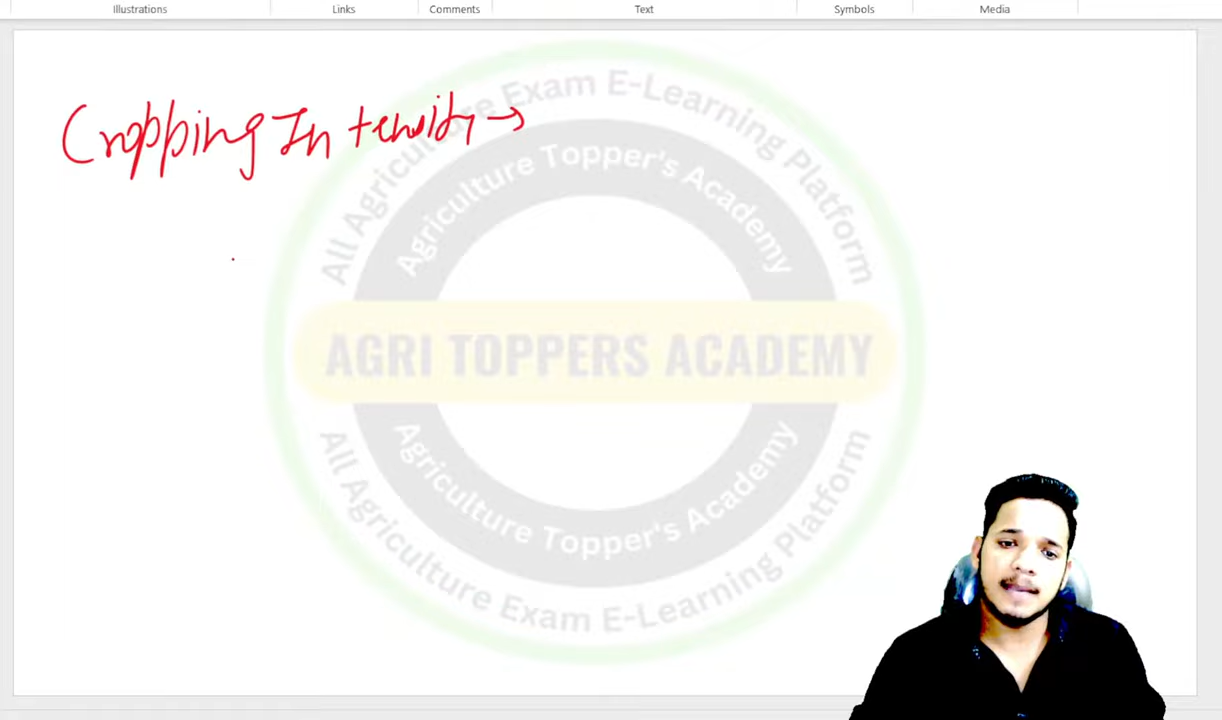 Illustrations Links Comments Text Symbols Media
Cropping Intensity →
All Agriculture Exam E-Learning Platform
Agriculture Topper's Academy
AGRI TOPPERS ACADEMY
Agriculture Topper's Academy
All Agriculture Exam E-Learning Platform